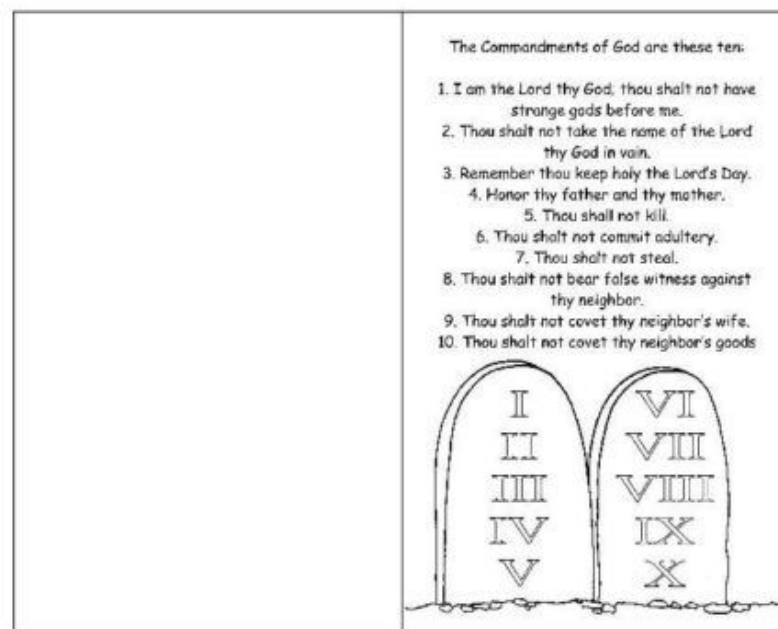 The Commandments of God are these ten:
1. I am the Lord thy God; thou shalt not have
strange gods before me.
2. Thou shalt not take the name of the Lord
thy God in vain.
3. Remember thou keep holy the Lord's Day.
4. Honor thy father and thy mother.
5. Thou shall not kill.
6. Thou shalt not commit adultery.
7. Thou shalt not steal.
8. Thou shalt not bear false witness against
thy neighbor.
9. Thou shalt not covet thy neighbor's wife.
10. Thou shalt not covet thy neighbor's goods
I
II
III
IV
V
VI
VII
VIII
IX
X